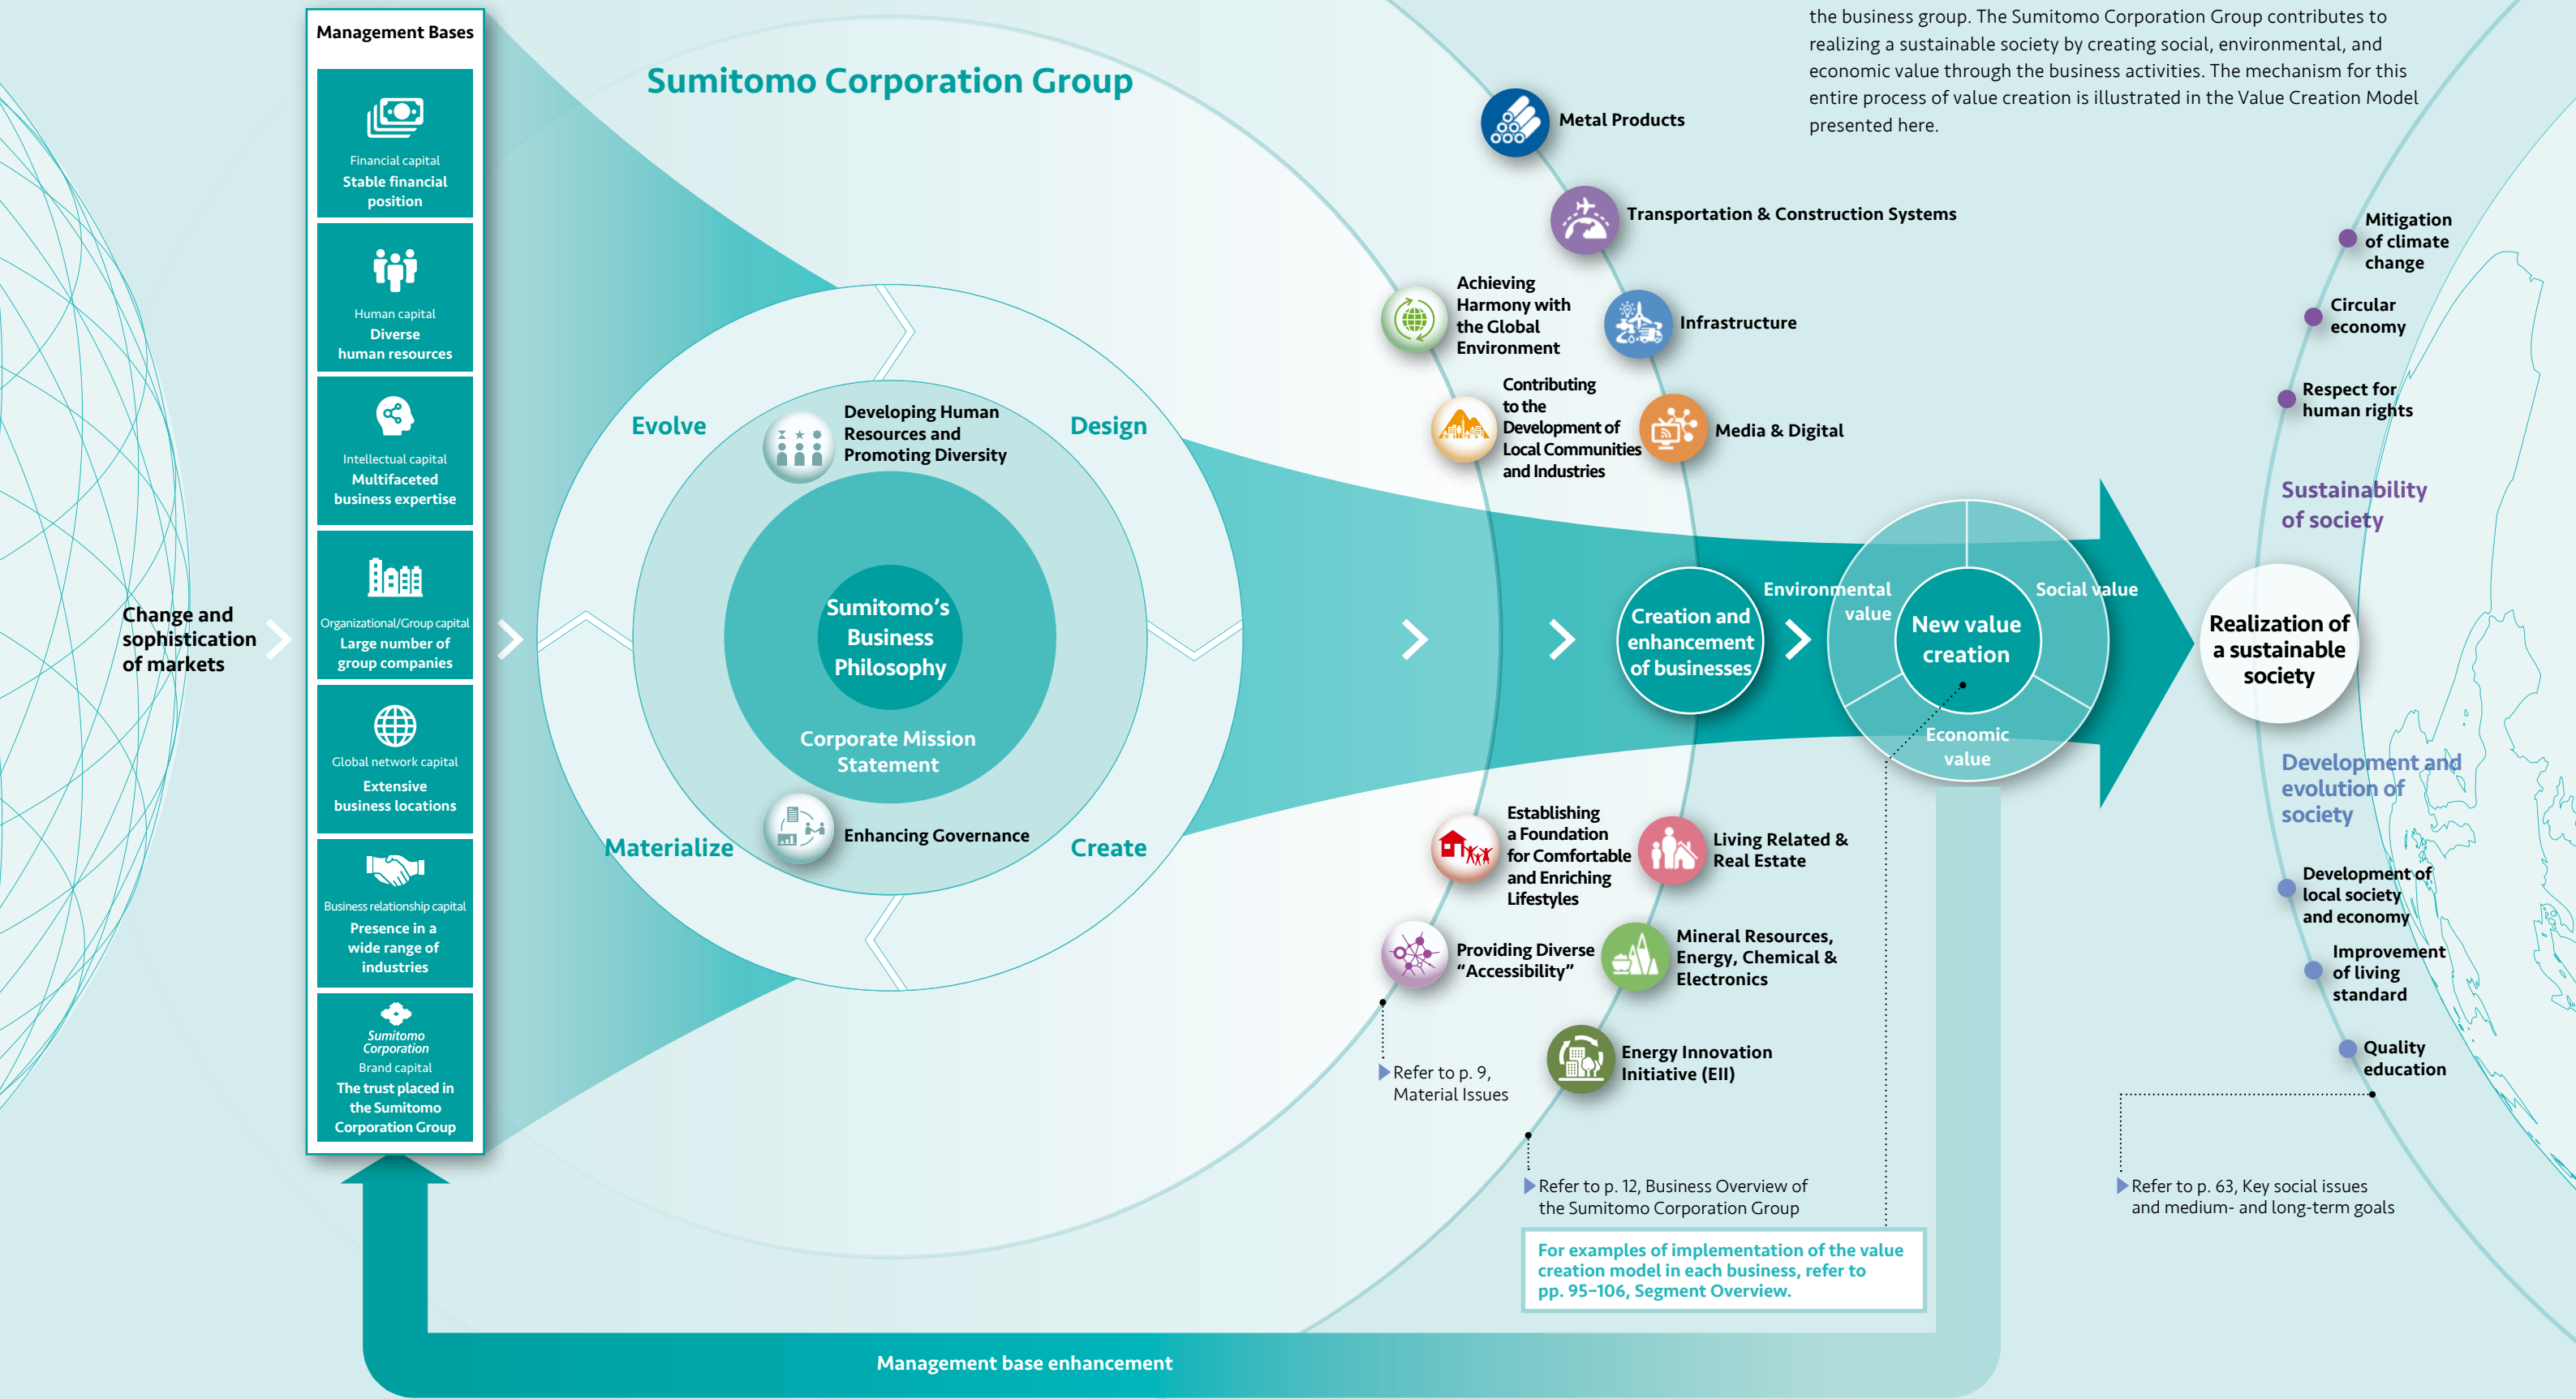 the business group. The Sumitomo Corporation Group contributes to
realizing a sustainable society by creating social, environmental, and
economic value through the business activities. The mechanism for this
entire process of value creation is illustrated in the Value Creation Model
presented here.
Change and
sophistication
of markets
Management Bases
Financial capital
Stable financial
position
Human capital
Diverse
human resources
Intellectual capital
Multifaceted
business expertise
Organizational/Group capital
Large number of
group companies
Global network capital
Extensive
business locations
Business relationship capital
Presence in a
wide range of
industries
Sumitomo
Corporation
Brand capital
The trust placed in
the Sumitomo
Corporation Group
Sumitomo Corporation Group
Evolve
Design
Materialize
Create
Developing Human
Resources and
Promoting Diversity
Sumitomo's
Business
Philosophy
Corporate Mission
Statement
Enhancing Governance
Achieving
Harmony with
the Global
Environment
Contributing
to the
Development of
Local Communities
and Industries
Establishing
a Foundation
for Comfortable
and Enriching
Lifestyles
Providing Diverse
“Accessibility”
Refer to p. 9,
Material Issues
Metal Products
Transportation & Construction Systems
Infrastructure
Media & Digital
Creation and
enhancement
of businesses
Living Related &
Real Estate
Mineral Resources,
Energy, Chemical &
Electronics
Energy Innovation
Initiative (EII)
Refer to p. 12, Business Overview of
the Sumitomo Corporation Group
Environmental
value
Social value
New value
creation
Economic
value
For examples of implementation of the value
creation model in each business, refer to
pp. 95–106, Segment Overview.
Mitigation
of climate
change
Circular
economy
Respect for
human rights
Sustainability
of society
Realization of
a sustainable
society
Development and
evolution of
society
Development of
local society
and economy
Improvement
of living
standard
Quality
education
Refer to p. 63, Key social issues
and medium- and long-term goals
Management base enhancement